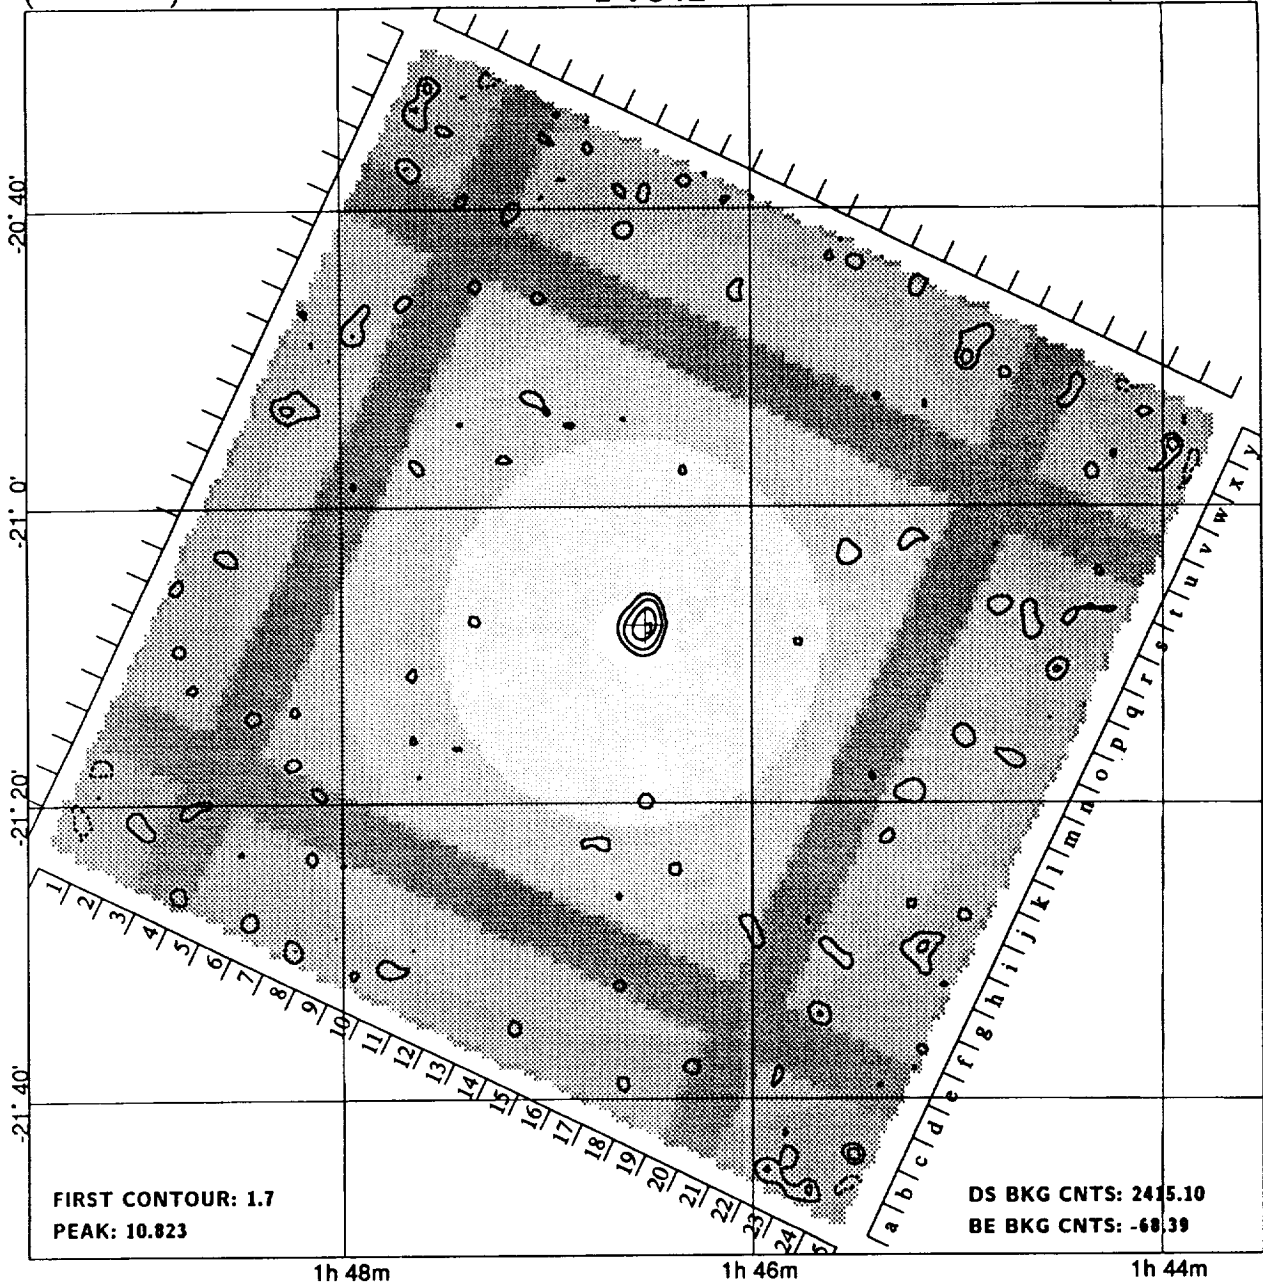 -20° 40'
-21° 0'
-21° 20'
-21° 40'
1 2 3 4 5 6 7 8 9 10 11 12 13 14 15 16 17 18 19 20 21 22 23 24
a b c d e f g h i j k l m n o p q r s t u v w x y
FIRST CONTOUR: 1.7
PEAK: 10.823
DS BKG CNTS: 2415.10
BE BKG CNTS: -68.39
1h 48m
1h 46m
1h 44m